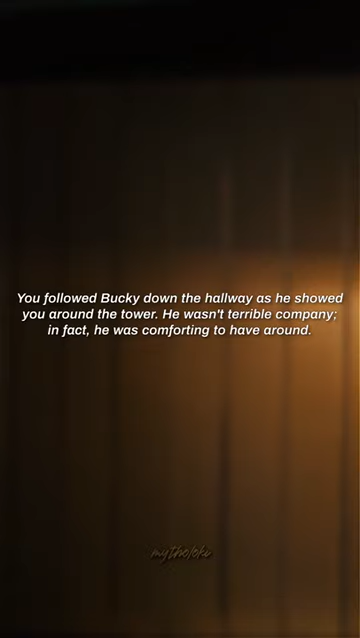 You followed Bucky down the hallway as he showed
you around the tower. He wasn't terrible company;
in fact, he was comforting to have around.
mytholoki